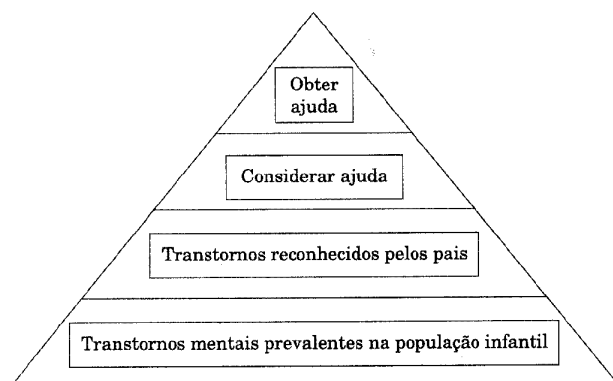 Obter
ajuda
Considerar ajuda
Transtornos reconhecidos pelos pais
Transtornos mentais prevalentes na população infantil